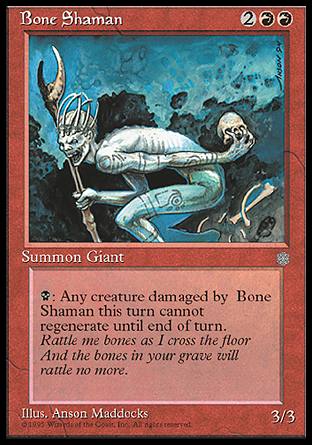 Bone Shaman 2
Summon Giant
: Any creature damaged by Bone
Shaman this turn cannot
regenerate until end of turn.
Rattle me bones as I cross the floor
And the bones in your grave will
rattle no more.
Illus. Anson Maddocks
3/3
©1995 Wizards of the Coast, Inc. All rights reserved.